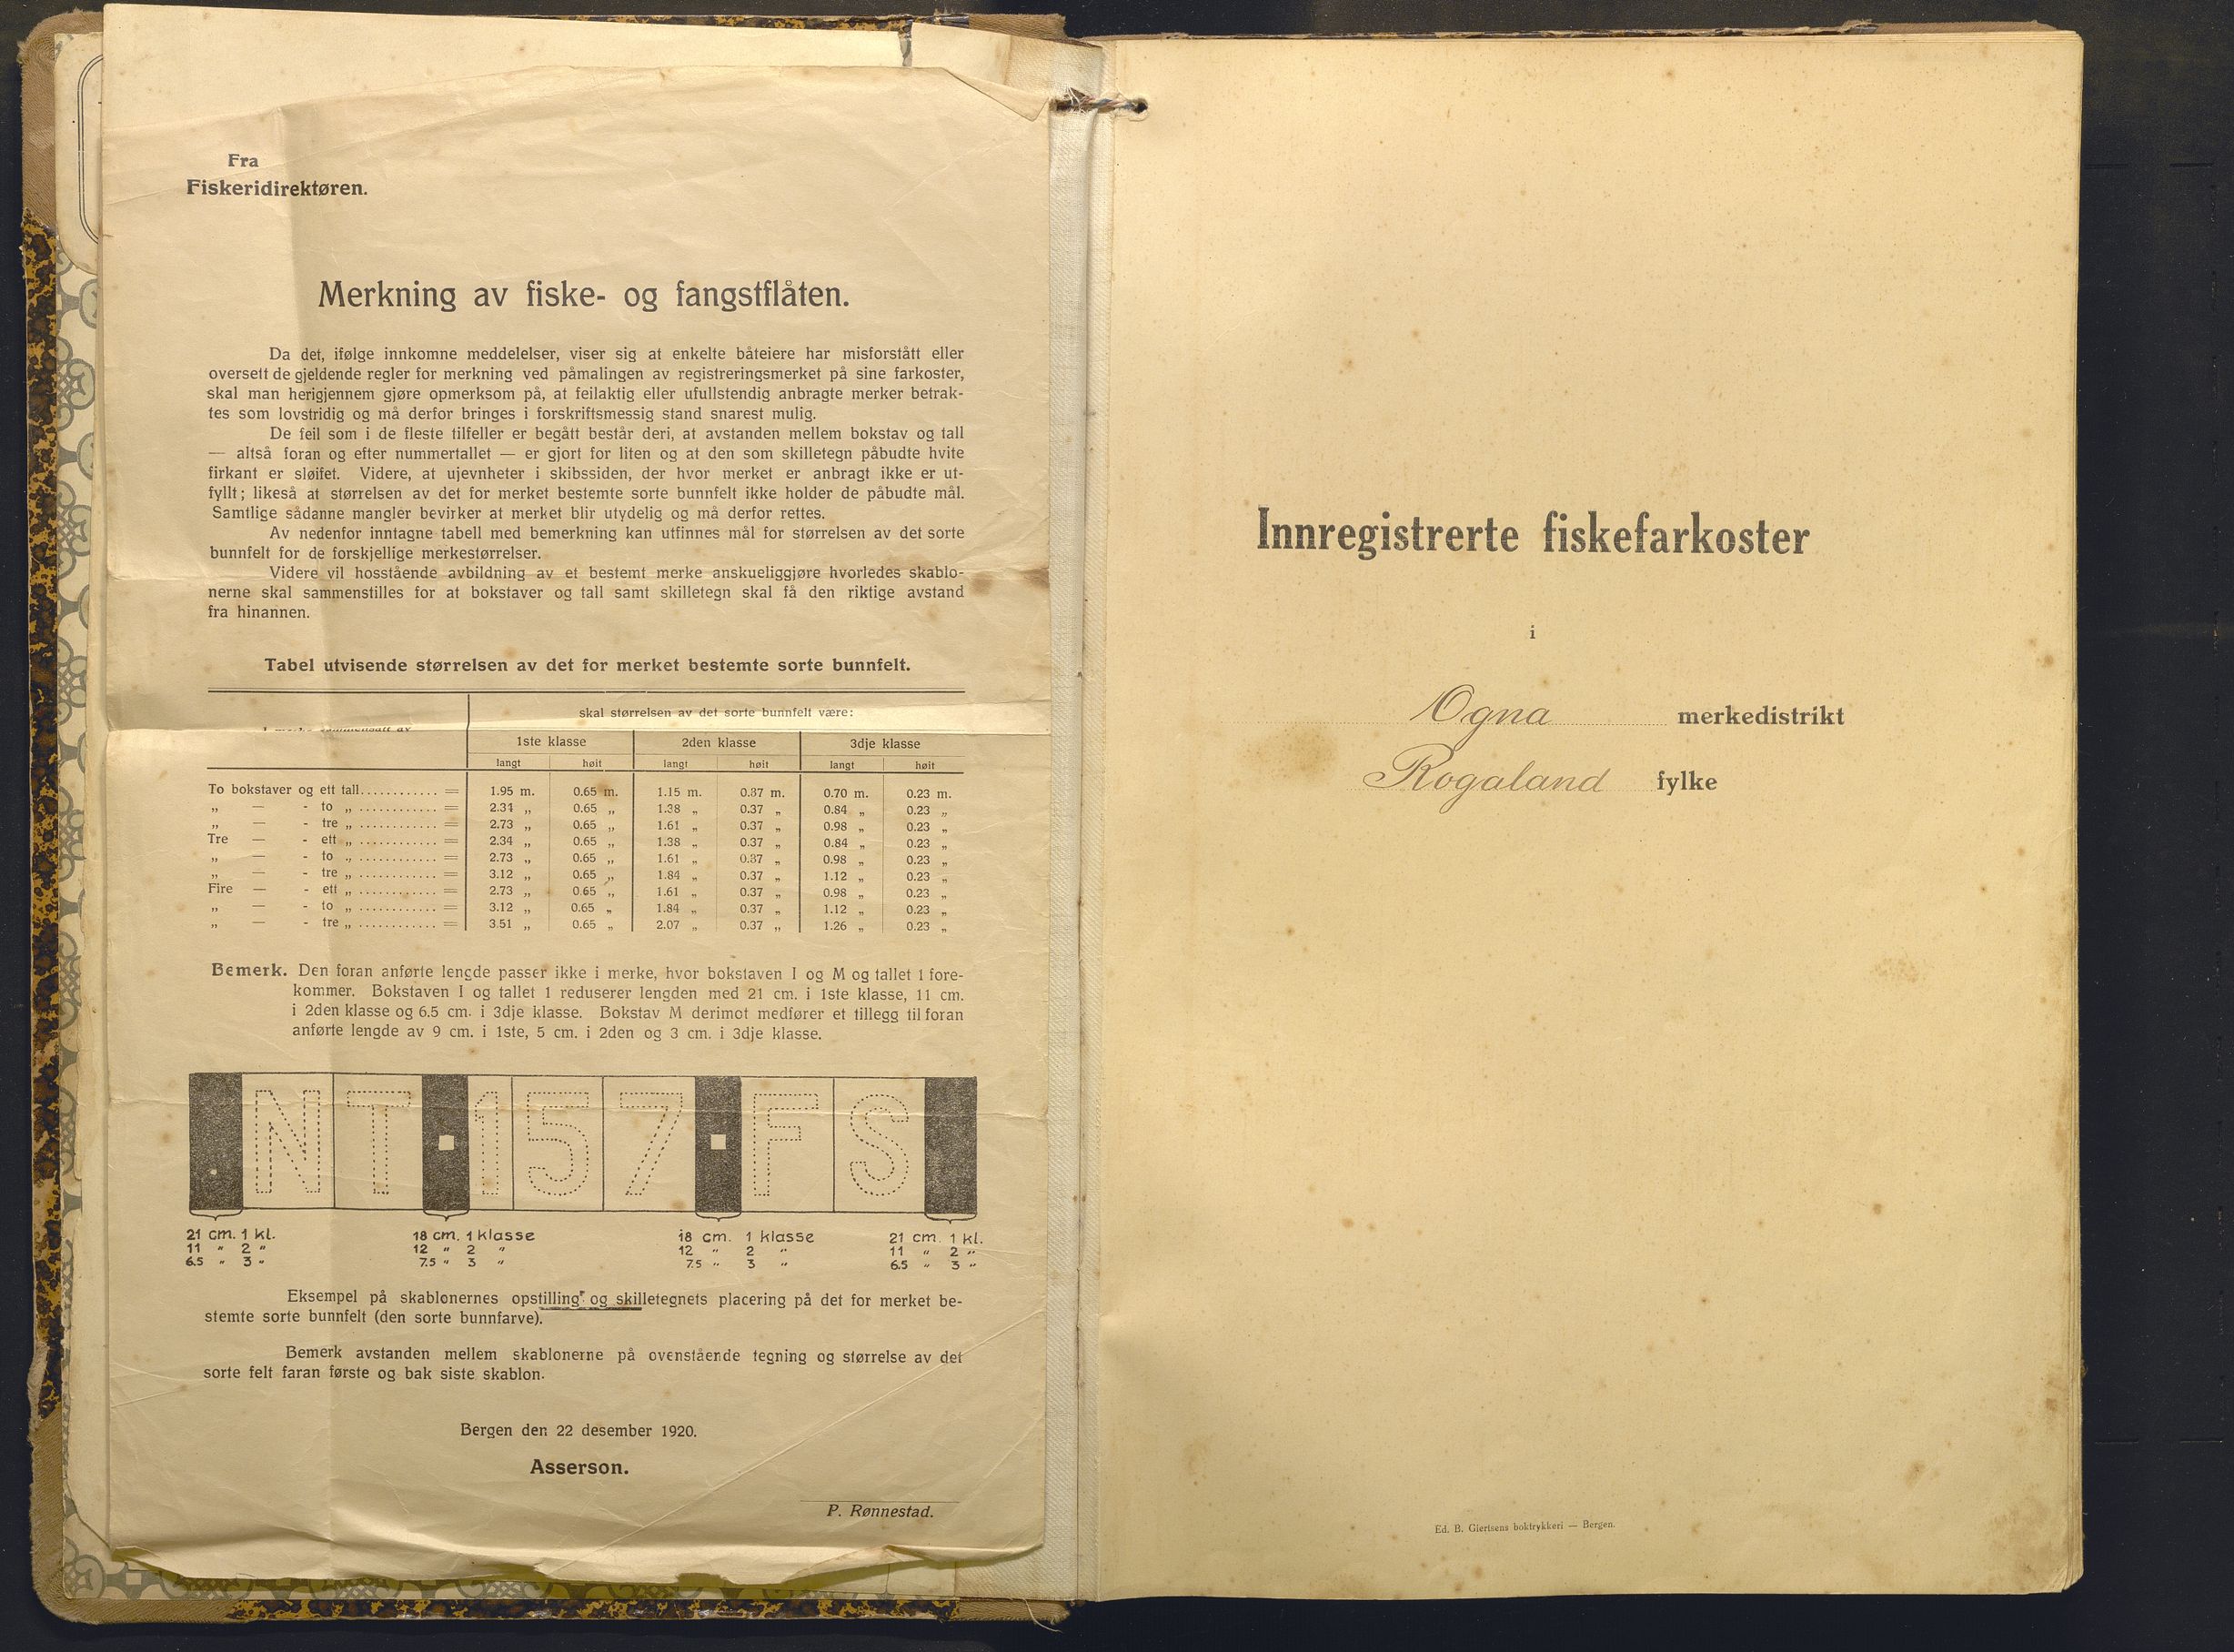 Fra
Fiskeridirektøren.
Merkning av fiske- og fangstflåten.
Da det, ifølge innkomne meddelelser, viser sig at enkelte båteiere har misforstått eller
oversett de gjeldende regler for merkning ved påmalingen av registreringsmerket på sine farkoster,
skal man herigjennem gjøre opmerksom på, at feilaktig eller ufullstendig anbragte merker betrak-
tes som lovstridig og må derfor bringes i forskriftsmessig stand snarest mulig.
De feil som i de fleste tilfeller er begått består deri, at avstanden mellem bokstav og tall
— altså foran og efter nummertallet — er gjort for liten og at den som skilletegn påbudte hvite
firkant er sløifet. Videre, at ujevnheter i skibssiden, der hvor merket er anbragt ikke er ut-
fyllt; likeså at størrelsen av det for merket bestemte sorte bunnfelt ikke holder de påbudte mål.
Samtlige sådanne mangler bevirker at merket blir utydelig og må derfor rettes.
Av nedenfor inntagne tabell med bemerkning kan utfinnes mål for størrelsen av det sorte
bunnfelt for de forskjellige merkestørrelser.
Videre vil hosstående avbildning av et bestemt merke anskueliggjøre hvorledes skablo-
nerne skal sammenstilles for at bokstaver og tall samt skilletegn skal få den riktige avstand
fra hinannen.
Tabel utvisende størrelsen av det for merket bestemte sorte bunnfelt.
skal størrelsen av det sorte bunnfelt være:
1ste klasse 2den klasse 3dje klasse
langt høit langt høit langt høit
To bokstaver og ett tall............ = 1.95 m. 0.65 m. 1.15 m. 0.37 m. 0.70 m. 0.23 m.
„ — - to „ ............ = 2.34 „ 0.65 „ 1.38 „ 0.37 „ 0.84 „ 0.23 „
„ — - tre „ ............ = 2.73 „ 0.65 „ 1.61 „ 0.37 „ 0.98 „ 0.23 „
Tre — - ett „ ............ = 2.34 „ 0.65 „ 1.38 „ 0.37 „ 0.84 „ 0.23 „
„ — - to „ ............ = 2.73 „ 0.65 „ 1.61 „ 0.37 „ 0.98 „ 0.23 „
„ — - tre „ ............ = 3.12 „ 0.65 „ 1.84 „ 0.37 „ 1.12 „ 0.23 „
Fire — - ett „ ............ = 2.73 „ 0.65 „ 1.61 „ 0.37 „ 0.98 „ 0.23 „
„ — - to „ ............ = 3.12 „ 0.65 „ 1.84 „ 0.37 „ 1.12 „ 0.23 „
„ — - tre „ ............ = 3.51 „ 0.65 „ 2.07 „ 0.37 „ 1.26 „ 0.23 „
Bemerk. Den foran anførte lengde passer ikke i merke, hvor bokstaven I og M og tallet 1 fore-
kommer. Bokstaven I og tallet 1 reduserer lengden med 21 cm. i 1ste klasse, 11 cm.
i 2den klasse og 6.5 cm. i 3dje klasse. Bokstav M derimot medfører et tillegg til foran
anførte lengde av 9 cm. i 1ste, 5 cm. i 2den og 3 cm. i 3dje klasse.
N T 1 5 7 F S
21 cm. 1 kl. 18 cm. 1 klasse 18 cm. 1 klasse 21 cm. 1 kl.
11 " 2 " 12 " 2 " 12 " 2 " 11 " 2 "
6.5 " 3 " 7.5 " 3 " 7.5 " 3 " 6.5 " 3 "
Eksempel på skablonernes opstilling og skilletegnets placering på det for merket be-
stemte sorte bunnfelt (den sorte bunnfarve).
Bemerk avstanden mellem skablonerne på ovenstående tegning og størrelse av det
sorte felt faran første og bak siste skablon.
Bergen den 22 desember 1920.
Asserson.
P. Rønnestad.
Innregistrerte fiskefarkoster
i
Ogna merkedistrikt
Rogaland fylke
Ed. B. Giertsens boktrykkeri — Bergen.